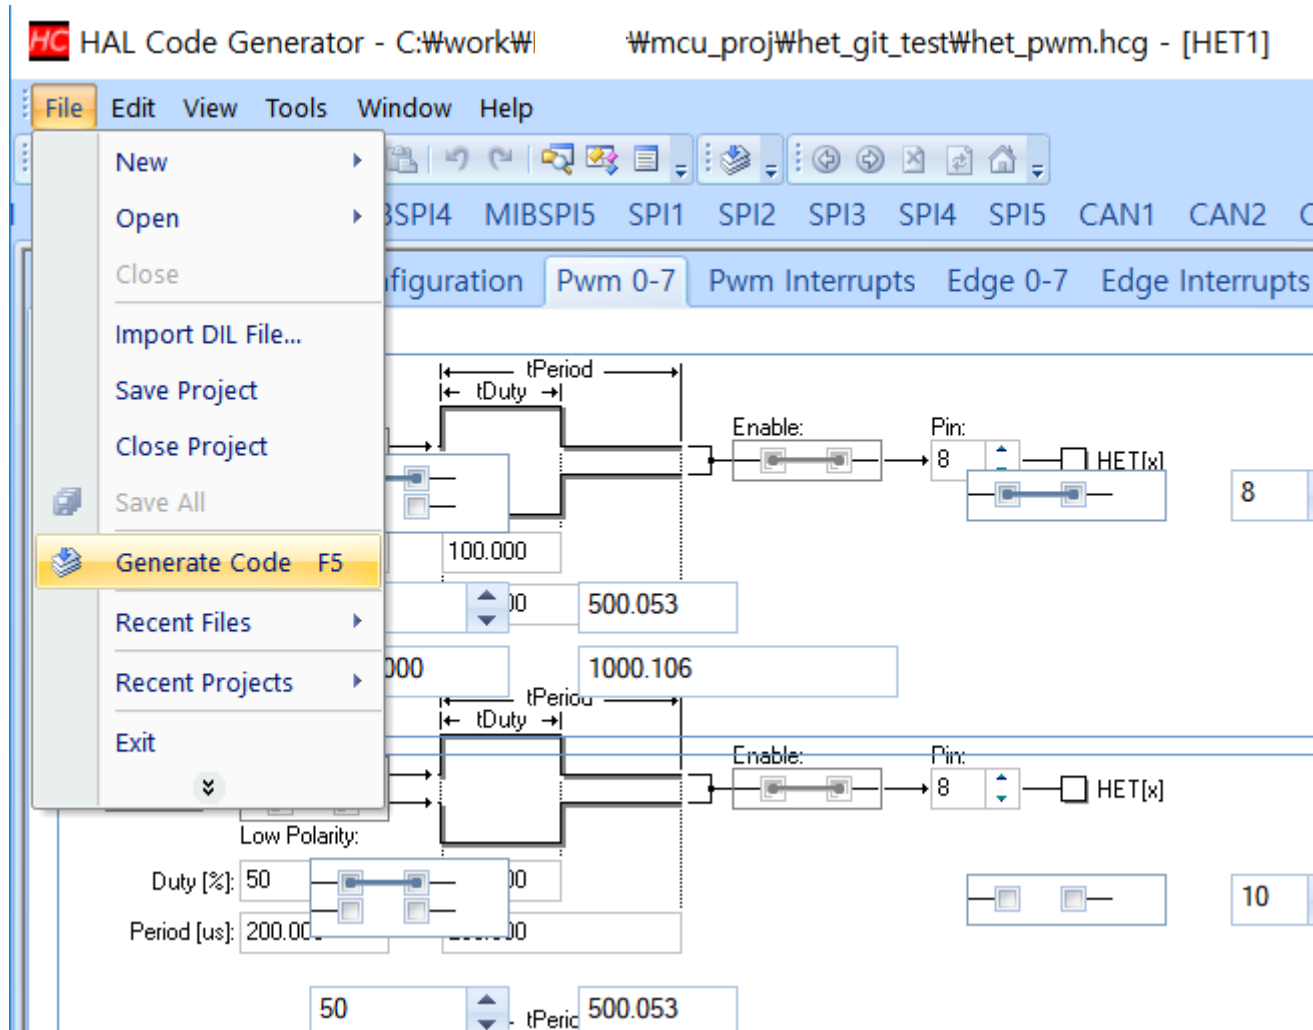 HC HAL Code Generator - C:₩work₩ ₩mcu_proj₩het_git_test₩het_pwm.hcg - [HET1]
File Edit View Tools Window Help
MIBSPI5 SPI1 SPI2 SPI3 SPI4 SPI5 CAN1 CAN2
Pwm 0-7 Pwm Interrupts Edge 0-7 Edge Interrupts
New
Open
Close
Import DIL File...
Save Project
Close Project
Save All
Generate Code F5
Recent Files
Recent Projects
Exit
tPeriod
tDuty
Enable: Pin:
8 HET[x]
8
100.000
500.053
000 1000.106
tPeriod
tDuty
Enable: Pin:
8 HET[x]
Low Polarity:
Duty [%]: 50
10
Period [us]: 200.000
50 tPeriod 500.053